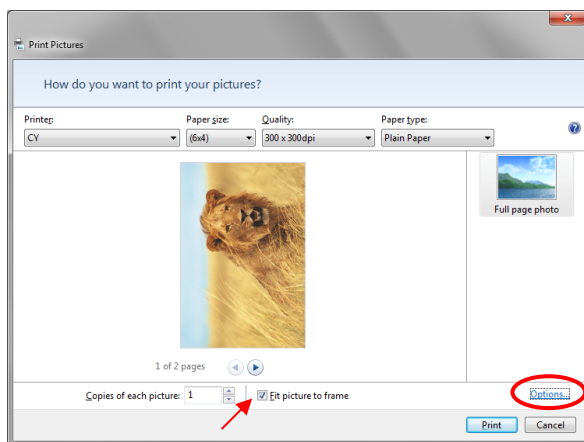 Print Pictures
How do you want to print your pictures?
Printer: Paper size: Quality: Paper type:
CY (6x4) 300 x 300dpi Plain Paper
Full page photo
1 of 2 pages
Copies of each picture: 1 Fit picture to frame Options...
Print Cancel